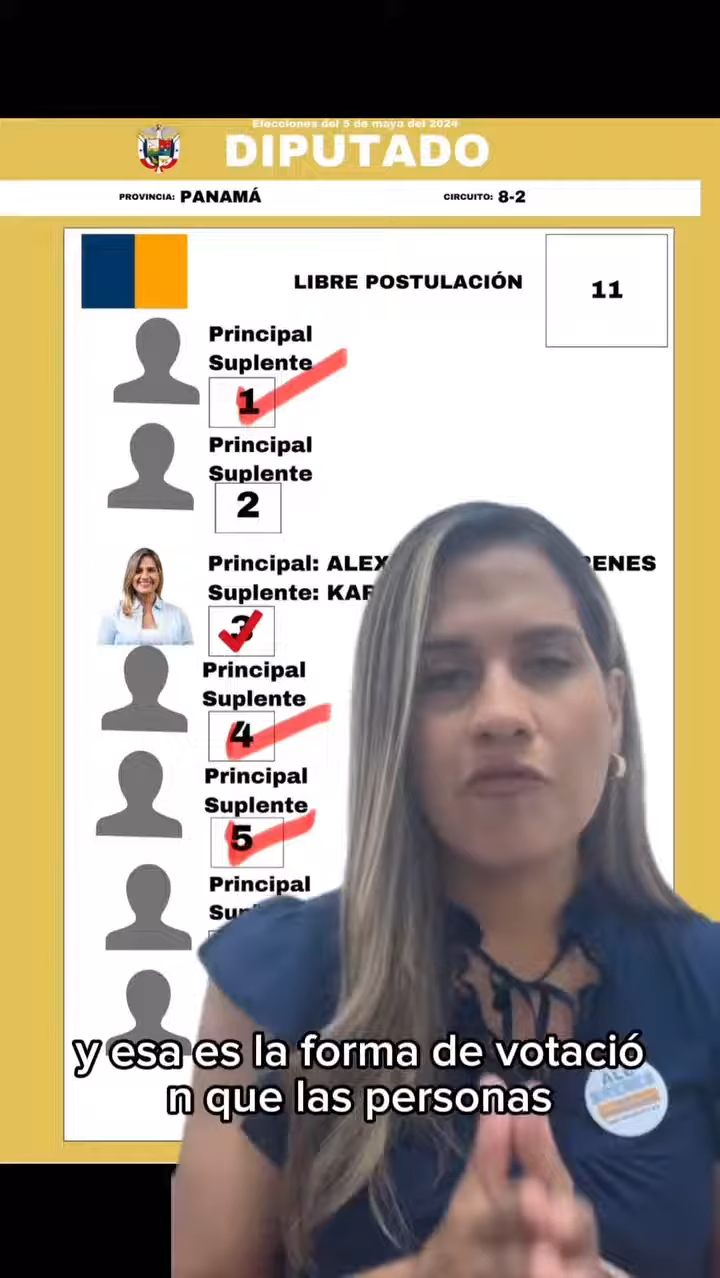 Elecciones del 5 de mayo del 2024
DIPUTADO
PROVINCIA: PANAMÁ
CIRCUITO: 8-2
LIBRE POSTULACIÓN
11
Principal
Suplente
1
Principal
Suplente
2
Principal: ALEX ENES
Suplente: KAR
3
Principal
Suplente
4
Principal
Suplente
5
Principal
Su
y esa es la forma de votació
n que las personas